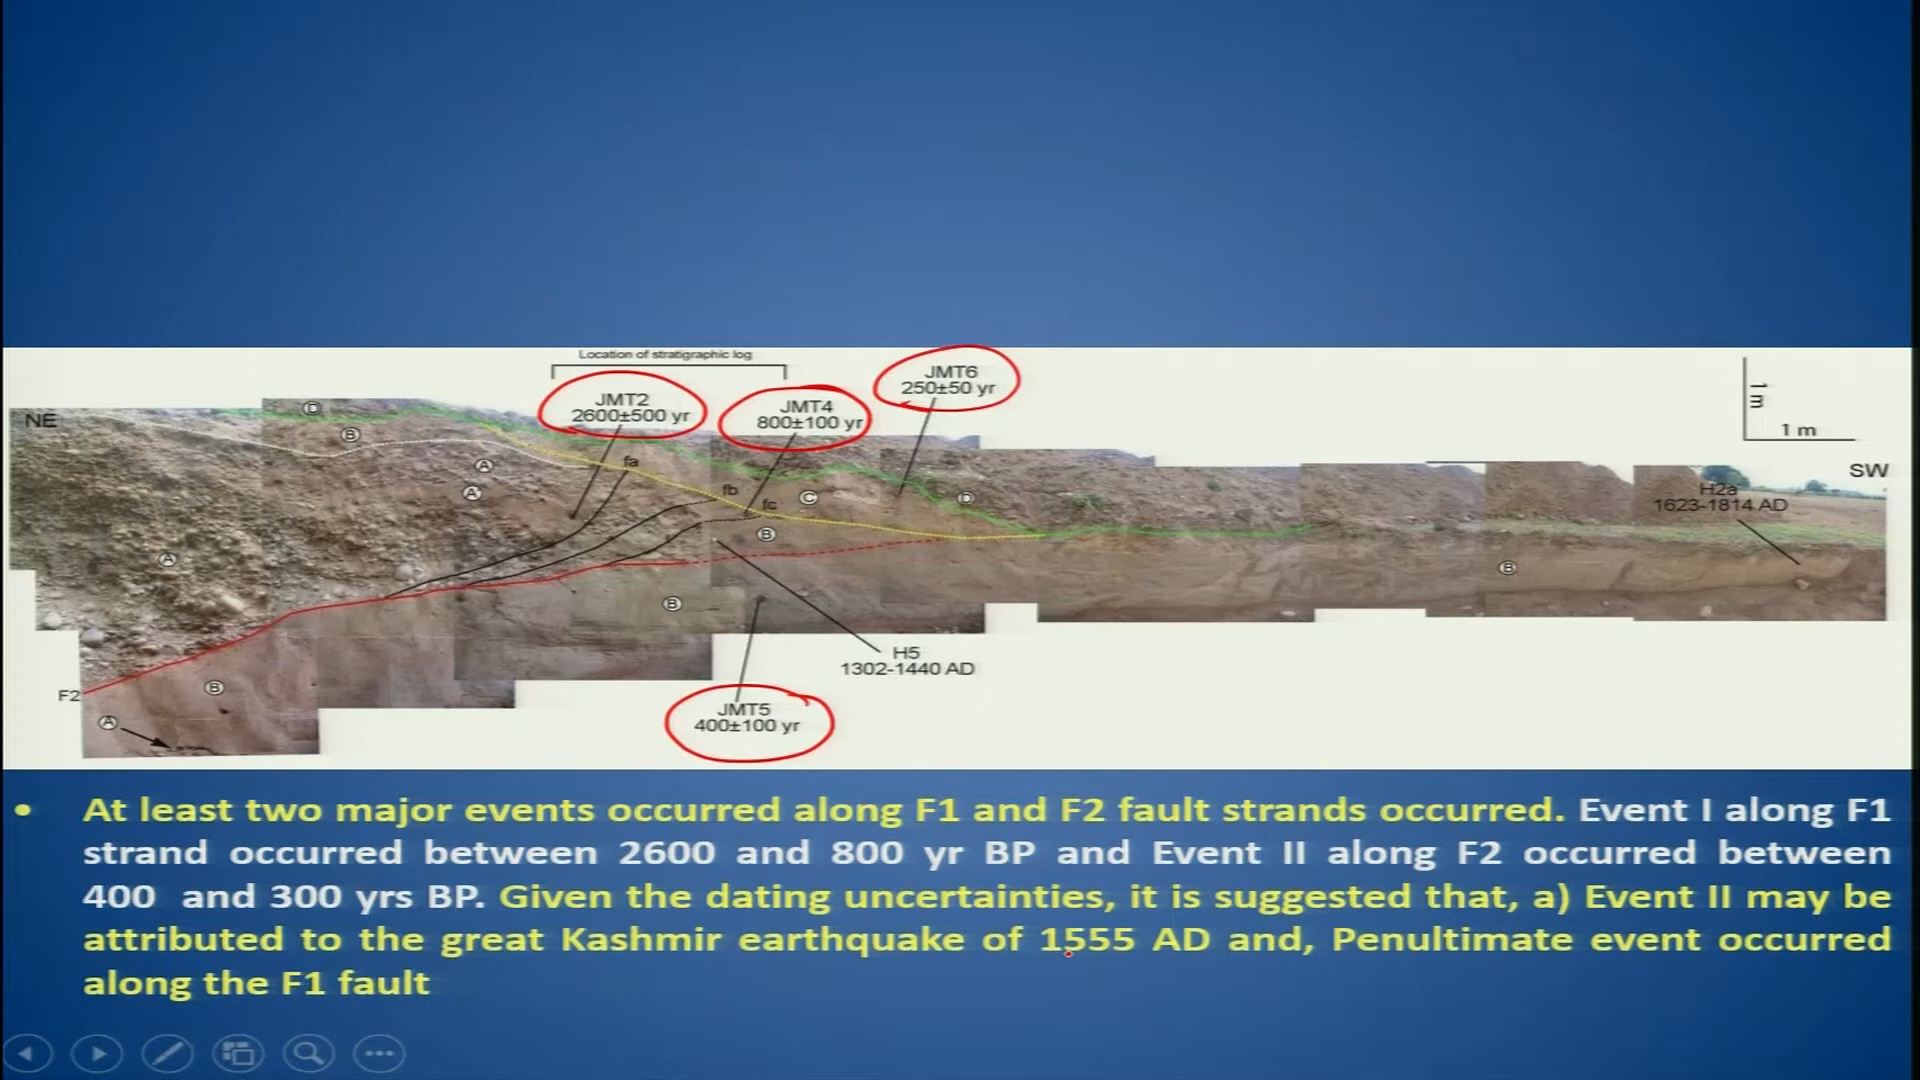 Location of stratigraphic log
JMT6
250±50 yr
JMT2
2600±500 yr
JMT4
800±100 yr
1 m
1 m
NE
SW
D
B
A
A
fa
fb
fc
C
D
H2a
1623-1814 AD
B
A
B
B
H5
1302-1440 AD
F2
B
A
JMT5
400±100 yr
• At least two major events occurred along F1 and F2 fault strands occurred. Event I along F1
strand occurred between 2600 and 800 yr BP and Event II along F2 occurred between
400 and 300 yrs BP. Given the dating uncertainties, it is suggested that, a) Event II may be
attributed to the great Kashmir earthquake of 1555 AD and, Penultimate event occurred
along the F1 fault